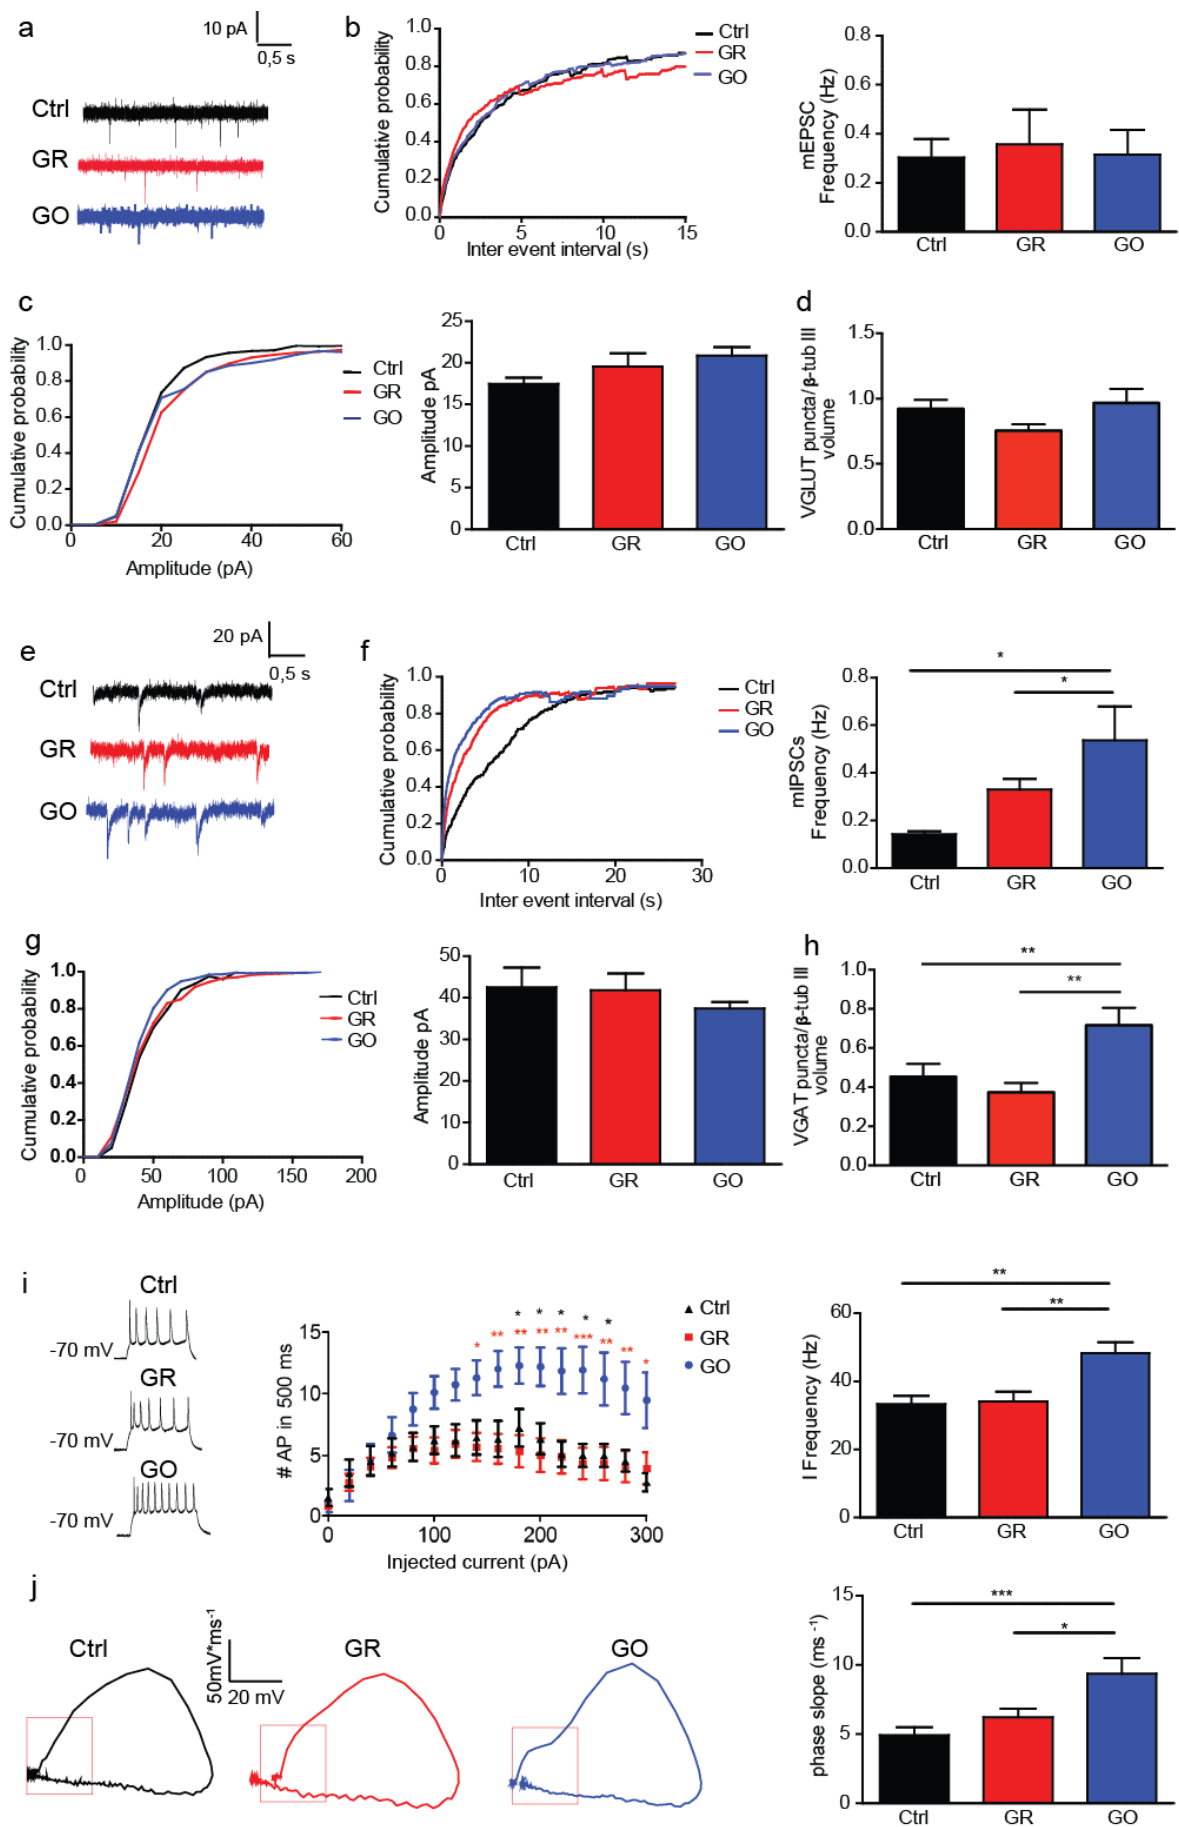 a
10 pA
0,5 s
Ctrl
GR
GO
b
Cumulative probability
1.0
0.8
0.6
0.4
0.2
0.0
0
5
10
15
Inter event interval (s)
Ctrl
GR
GO
mEPSC
Frequency (Hz)
0.8
0.6
0.4
0.2
0.0
Ctrl
GR
GO
c
Cumulative probability
1.0
0.8
0.6
0.4
0.2
0.0
0
20
40
60
Amplitude (pA)
Ctrl
GR
GO
Amplitude pA
25
20
15
10
5
0
Ctrl
GR
GO
d
VGLUT puncta/β-tub III
volume
1.5
1.0
0.5
0.0
Ctrl
GR
GO
e
20 pA
0,5 s
Ctrl
GR
GO
f
Cumulative probability
1.0
0.8
0.6
0.4
0.2
0.0
0
10
20
30
Inter event interval (s)
Ctrl
GR
GO
mIPSCs
Frequency (Hz)
0.8
0.6
0.4
0.2
0.0
*
*
Ctrl
GR
GO
g
Cumulative probability
1.0
0.8
0.6
0.4
0.2
0.0
0
50
100
150
200
Amplitude (pA)
Ctrl
GR
GO
Amplitude pA
50
40
30
20
10
0
Ctrl
GR
GO
h
VGAT puncta/β-tub III
volume
1.0
0.8
0.6
0.4
0.2
0.0
**
**
Ctrl
GR
GO
i
Ctrl
-70 mV
GR
-70 mV
GO
-70 mV
# AP in 500 ms
15
10
5
0
0
100
200
300
Injected current (pA)
* * * * *
* ** ** ** ** *** ** ** *
Ctrl
GR
GO
I Frequency (Hz)
60
40
20
0
**
**
Ctrl
GR
GO
j
Ctrl
50mV*ms⁻¹
20 mV
GR
GO
phase slope (ms ⁻¹)
15
10
5
0
***
*
Ctrl
GR
GO